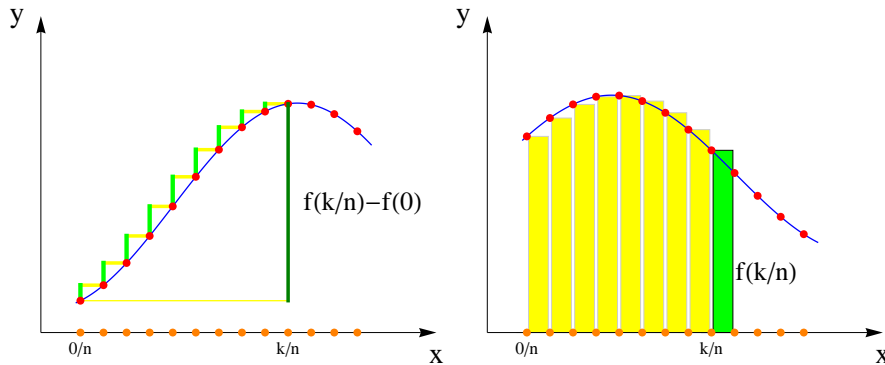 y
f(k/n)−f(0)
0/n
k/n
x
y
f(k/n)
0/n
k/n
x